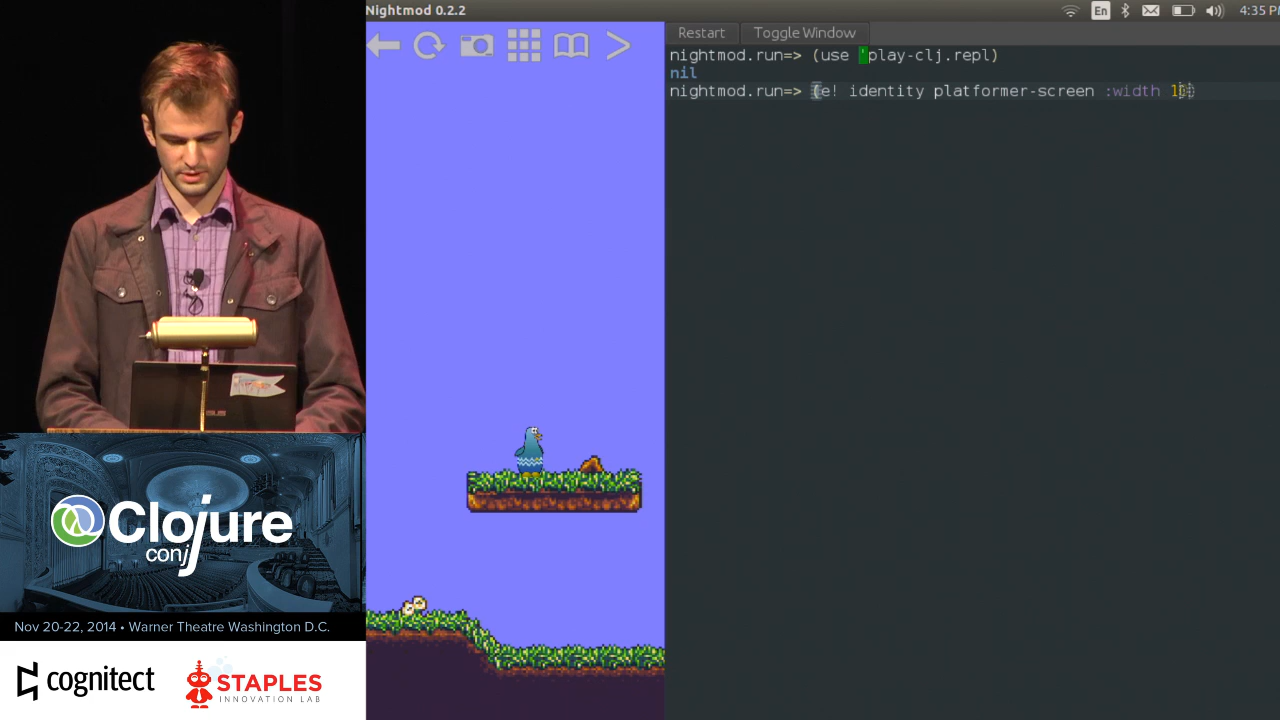 Nightmod 0.2.2
En
4:35 P
Restart
Toggle Window
nightmod.run=> (use 'play-clj.repl)
nil
nightmod.run=> (e! identity platformer-screen :width 10)
Clojure
conj
Nov 20-22, 2014 • Warner Theatre Washington D.C.
cognitect
STAPLES
INNOVATION LAB